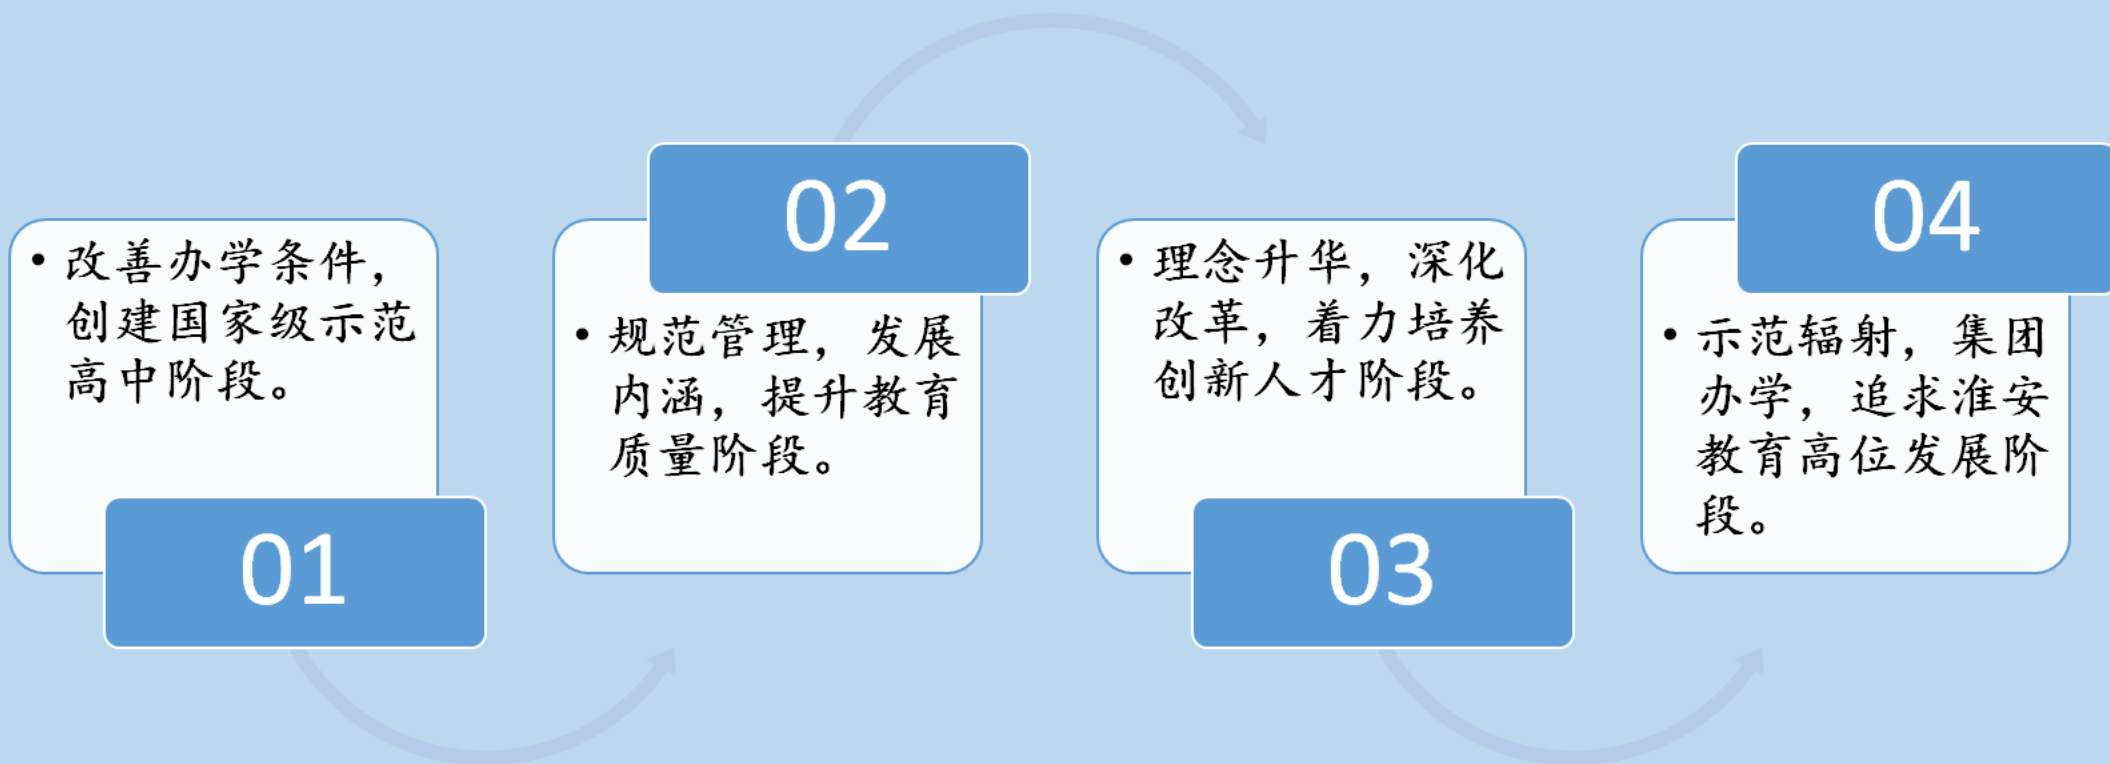 • 改善办学条件，
创建国家级示范
高中阶段。
01
02
• 规范管理，发展
内涵，提升教育
质量阶段。
• 理念升华，深化
改革，着力培养
创新人才阶段。
03
04
• 示范辐射，集团
办学，追求淮安
教育高位发展阶
段。